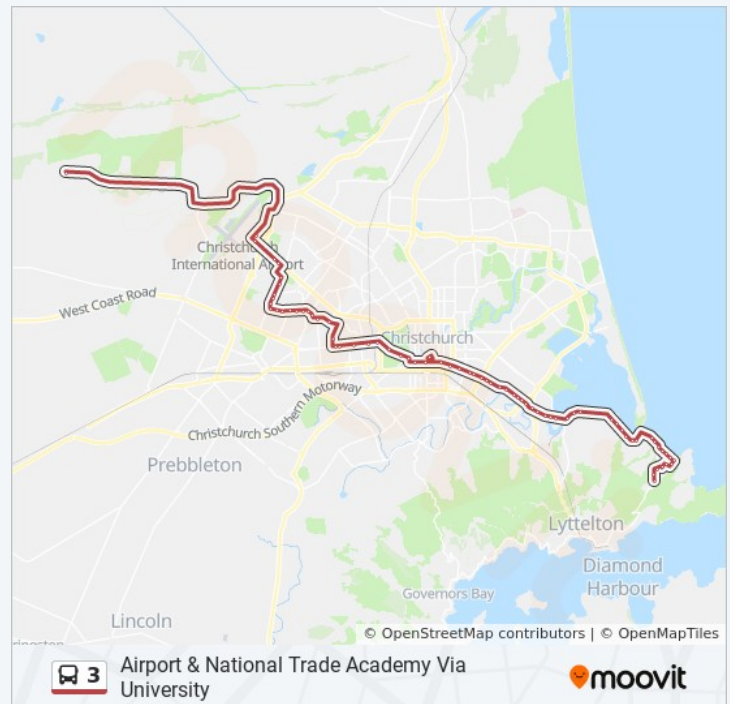 Christchurch
International Airport
West Coast Road
Christchurch
Christchurch Southern Motorway
Prebbleton
Lyttelton
Diamond
Harbour
Governors Bay
Lincoln
© OpenStreetMap contributors | © OpenMapTiles
3
Airport & National Trade Academy Via
University
moovit